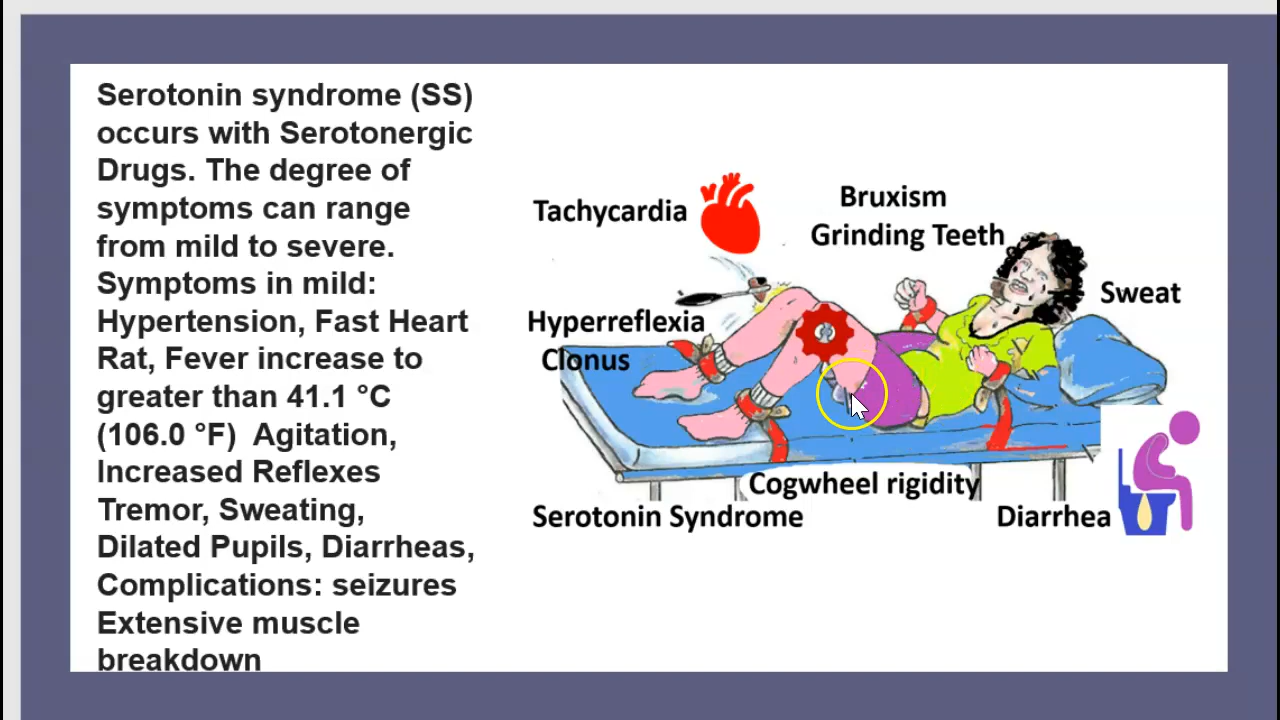 Serotonin syndrome (SS)
occurs with Serotonergic
Drugs. The degree of
symptoms can range
from mild to severe.
Symptoms in mild:
Hypertension, Fast Heart
Rat, Fever increase to
greater than 41.1 °C
(106.0 °F)  Agitation,
Increased Reflexes
Tremor, Sweating,
Dilated Pupils, Diarrheas,
Complications: seizures
Extensive muscle
breakdown
Tachycardia
Bruxism
Grinding Teeth
Sweat
Hyperreflexia
Clonus
Cogwheel rigidity
Serotonin Syndrome
Diarrhea